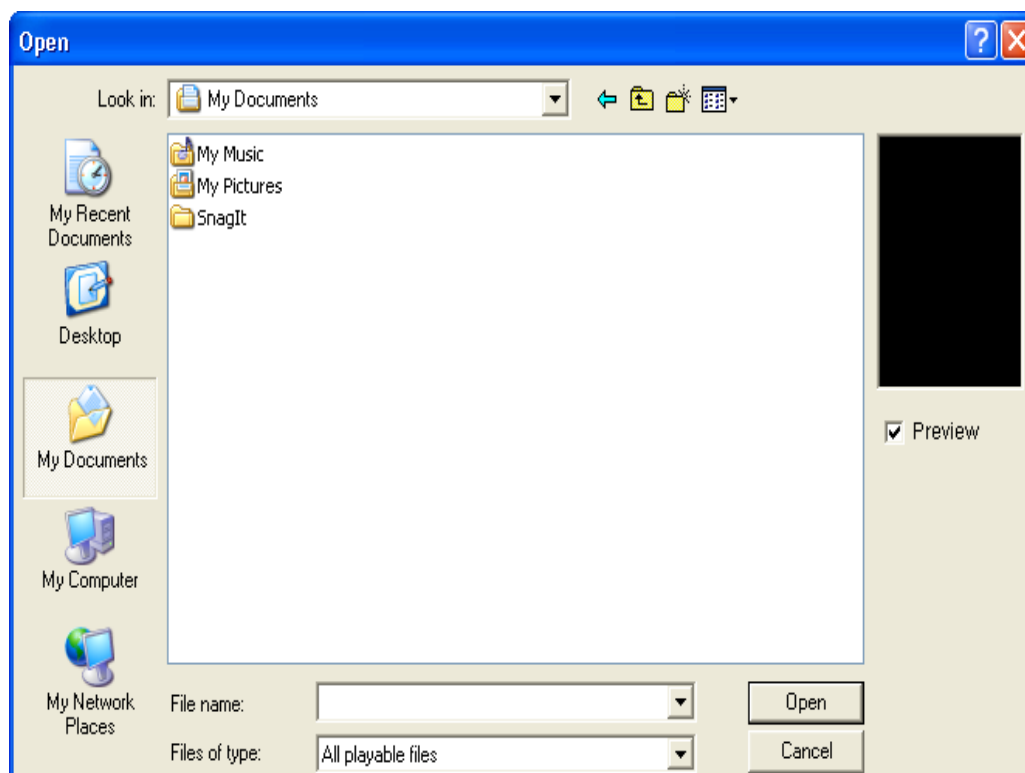 Open
Look in: My Documents
My Music
My Pictures
SnagIt
My Recent
Documents
Desktop
My Documents
My Computer
My Network
Places
Preview
File name:
Open
Files of type: All playable files
Cancel